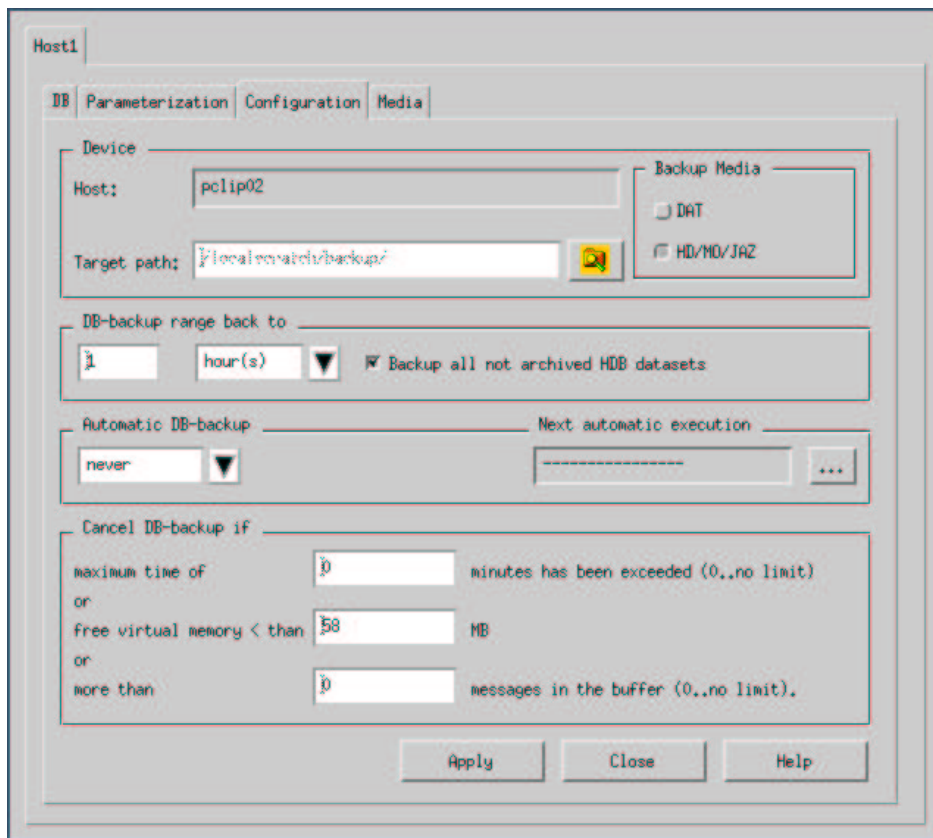 Host1
DB Parameterization Configuration Media
Device
Backup Media
Host: pclip02
DAT
Target path: /localscratch/backup/
HD/MO/JAZ
DB-backup range back to
1 hour(s) Backup all not archived HDB datasets
Automatic DB-backup Next automatic execution
never ---------------- ...
Cancel DB-backup if
maximum time of 0 minutes has been exceeded (0..no limit)
or
free virtual memory < than 58 MB
or
more than 0 messages in the buffer (0..no limit).
Apply Close Help